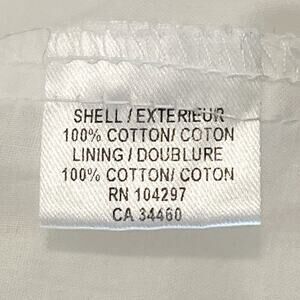 SHELL / EXTERIEUR
100% COTTON/ COTON
LINING / DOUBLURE
100% COTTON/ COTON
RN 104297
CA 34460